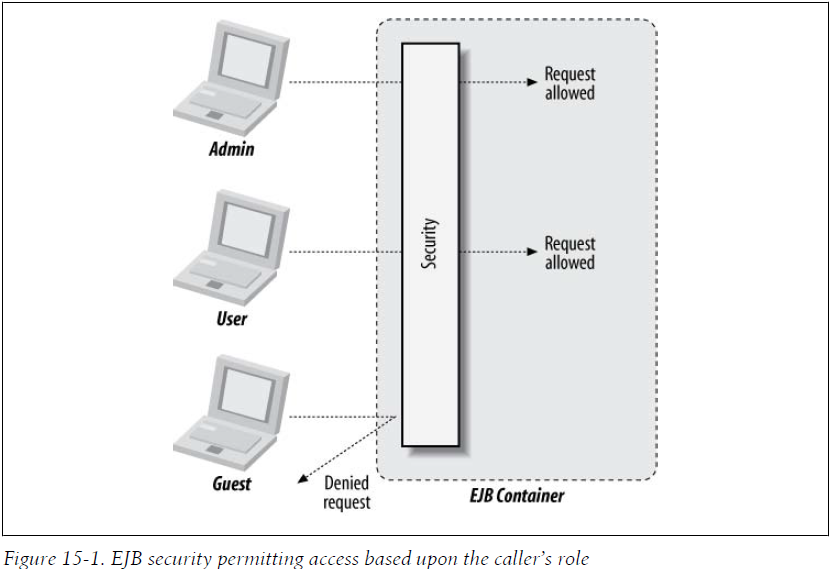 Request
allowed
Admin
Security
Request
allowed
User
Guest
Denied
request
EJB Container
Figure 15-1. EJB security permitting access based upon the caller's role